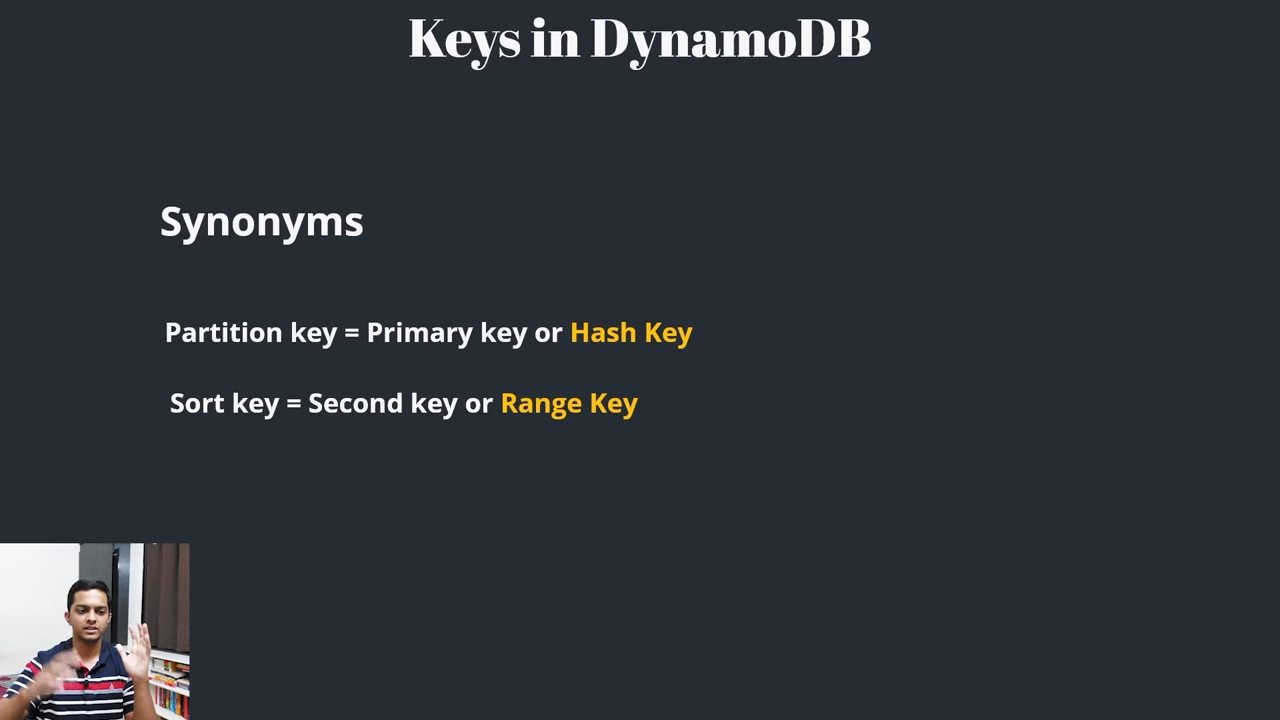 Keys in DynamoDB
Synonyms
Partition key = Primary key or Hash Key
Sort key = Second key or Range Key